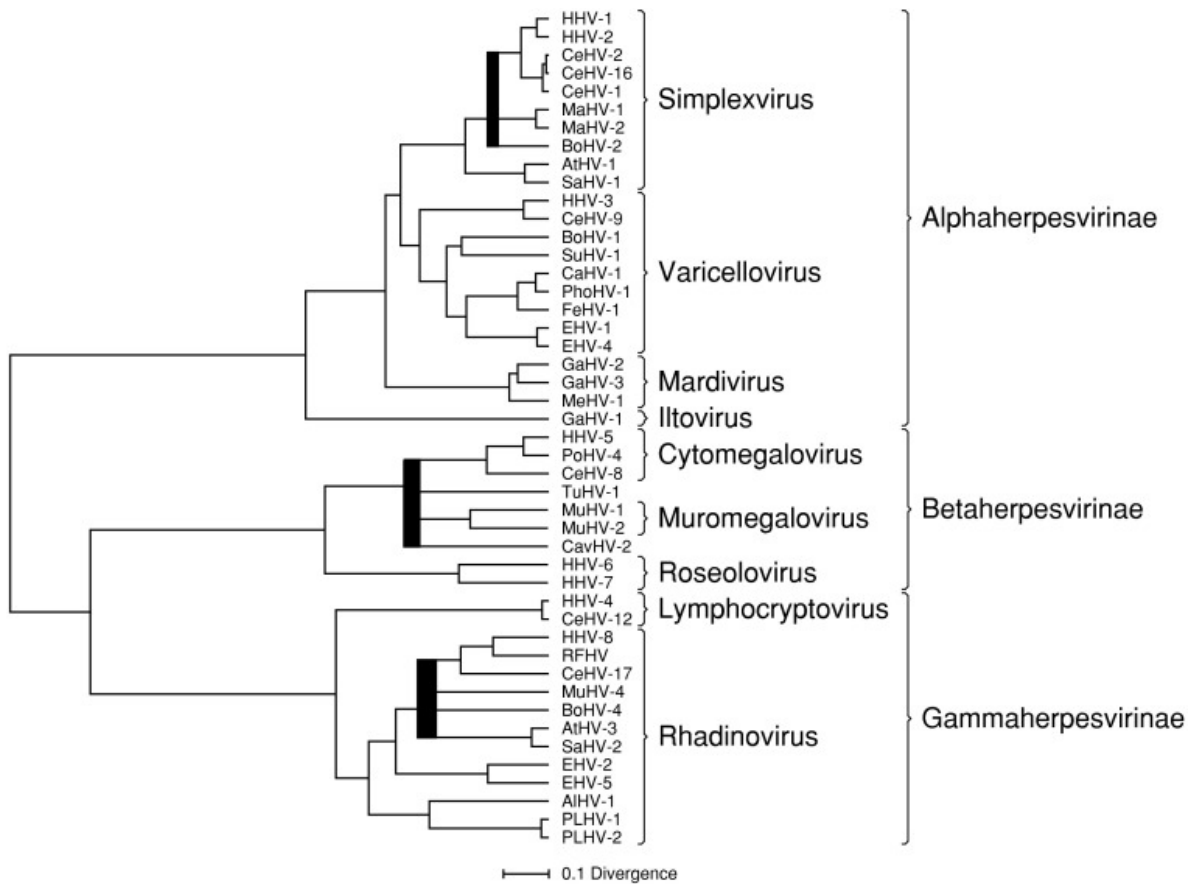 HHV-1
HHV-2
CeHV-2
CeHV-16
CeHV-1
MaHV-1
MaHV-2
BoHV-2
AtHV-1
SaHV-1
Simplexvirus
HHV-3
CeHV-9
BoHV-1
SuHV-1
CaHV-1
PhoHV-1
FeHV-1
EHV-1
EHV-4
Varicellovirus
GaHV-2
GaHV-3
MeHV-1
Mardivirus
GaHV-1
Iltovirus
Alphaherpesvirinae
HHV-5
PoHV-4
CeHV-8
Cytomegalovirus
TuHV-1
MuHV-1
MuHV-2
Muromegalovirus
CavHV-2
HHV-6
HHV-7
Roseolovirus
Betaherpesvirinae
HHV-4
CeHV-12
Lymphocryptovirus
HHV-8
RFHV
CeHV-17
MuHV-4
BoHV-4
AtHV-3
SaHV-2
EHV-2
EHV-5
AlHV-1
PLHV-1
PLHV-2
Rhadinovirus
Gammaherpesvirinae
0.1 Divergence